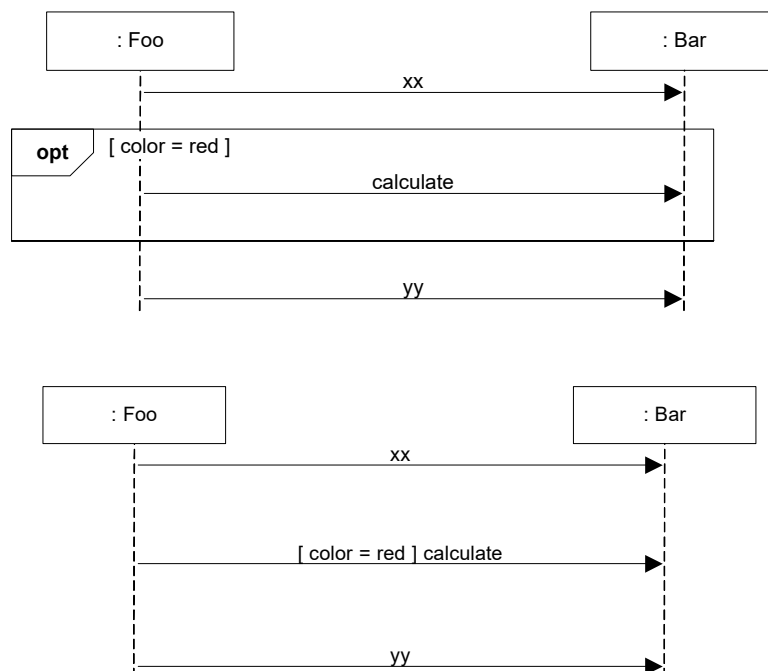 : Foo : Bar
xx
opt [ color = red ]
calculate
yy
: Foo : Bar
xx
[ color = red ] calculate
yy